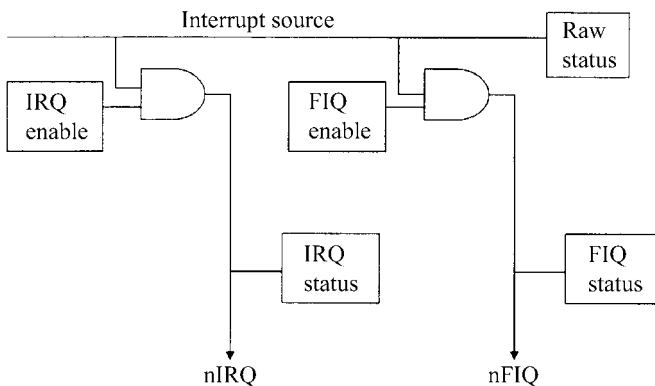 Interrupt source
Raw
status
IRQ
enable
FIQ
enable
IRQ
status
FIQ
status
nIRQ
nFIQ